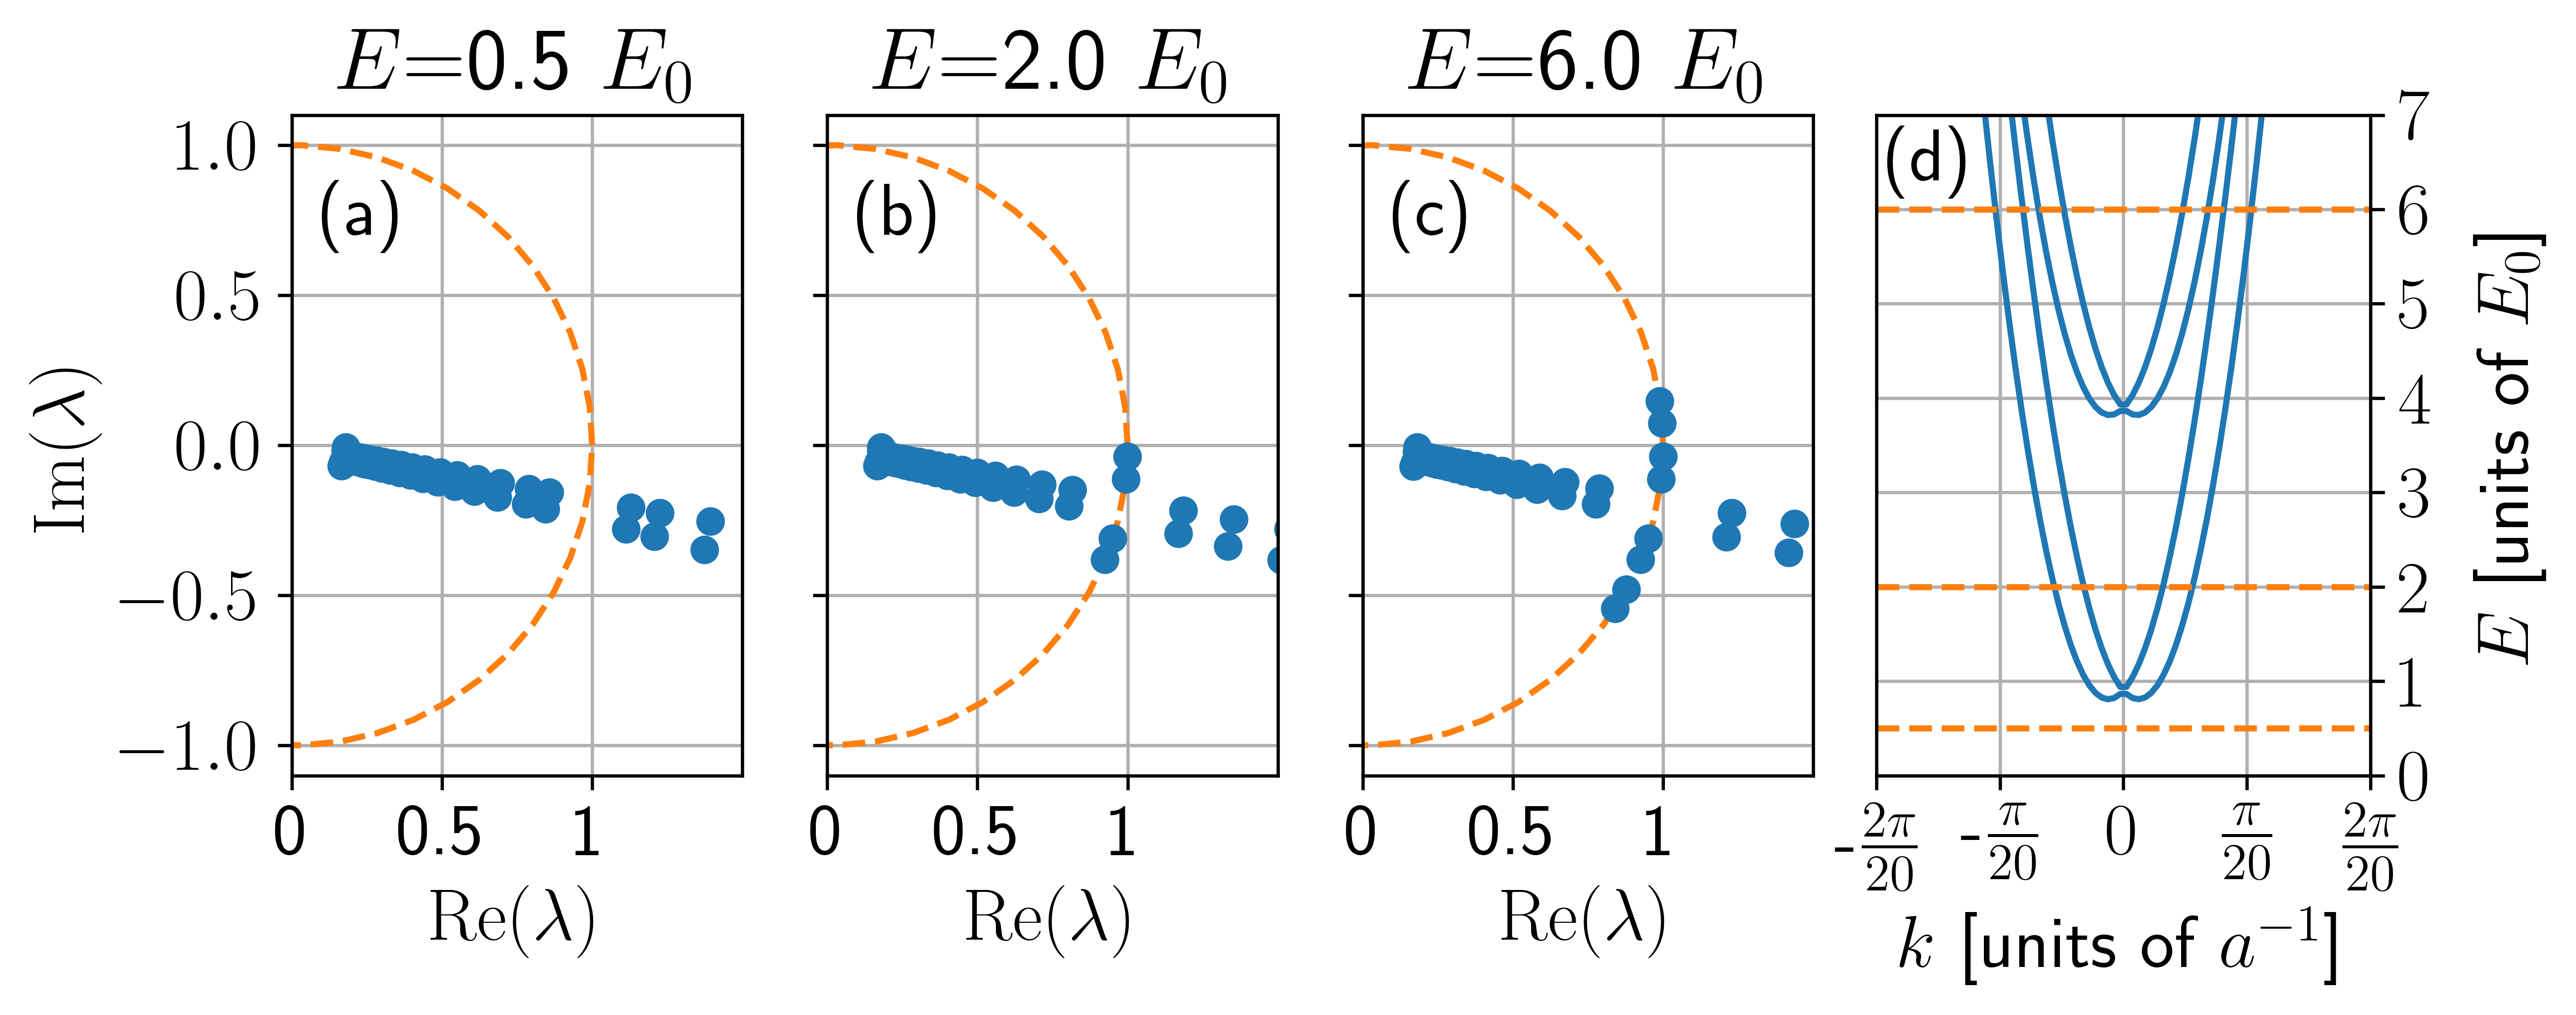 E=0.5 E₀
E=2.0 E₀
E=6.0 E₀
(a)
(b)
(c)
(d)
1.0
0.5
0.0
−0.5
−1.0
Im(λ)
0 0.5 1
0 0.5 1
0 0.5 1
Re(λ)
Re(λ)
Re(λ)
7
6
5
4
3
2
1
0
E [units of E₀]
-2π/20 -π/20 0 π/20 2π/20
k [units of a⁻¹]